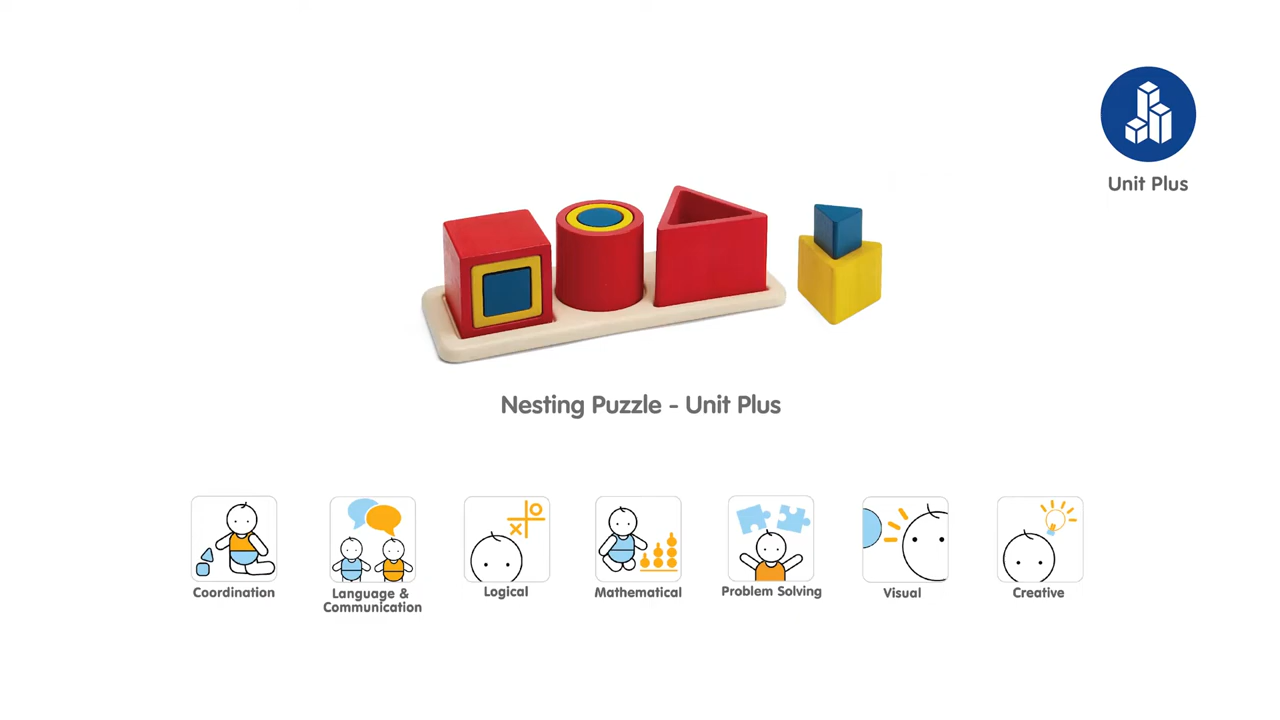 Unit Plus
Nesting Puzzle - Unit Plus
Coordination
Language &
Communication
Logical
Mathematical
Problem Solving
Visual
Creative